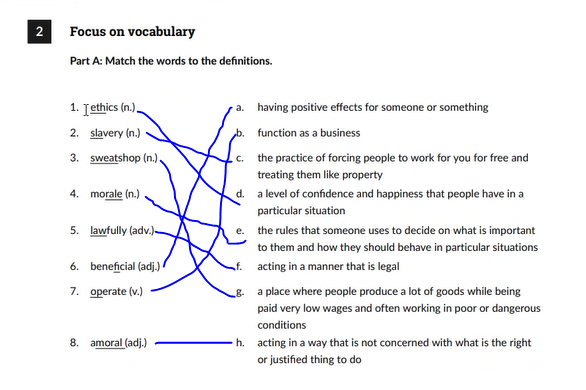 2 Focus on vocabulary
Part A: Match the words to the definitions.
1. ethics (n.) a. having positive effects for someone or something
2. slavery (n.) b. function as a business
3. sweatshop (n.) c. the practice of forcing people to work for you for free and
treating them like property
4. morale (n.) d. a level of confidence and happiness that people have in a
particular situation
5. lawfully (adv.) e. the rules that someone uses to decide on what is important
to them and how they should behave in particular situations
6. beneficial (adj.) f. acting in a manner that is legal
7. operate (v.) g. a place where people produce a lot of goods while being
paid very low wages and often working in poor or dangerous
conditions
8. amoral (adj.) h. acting in a way that is not concerned with what is the right
or justified thing to do